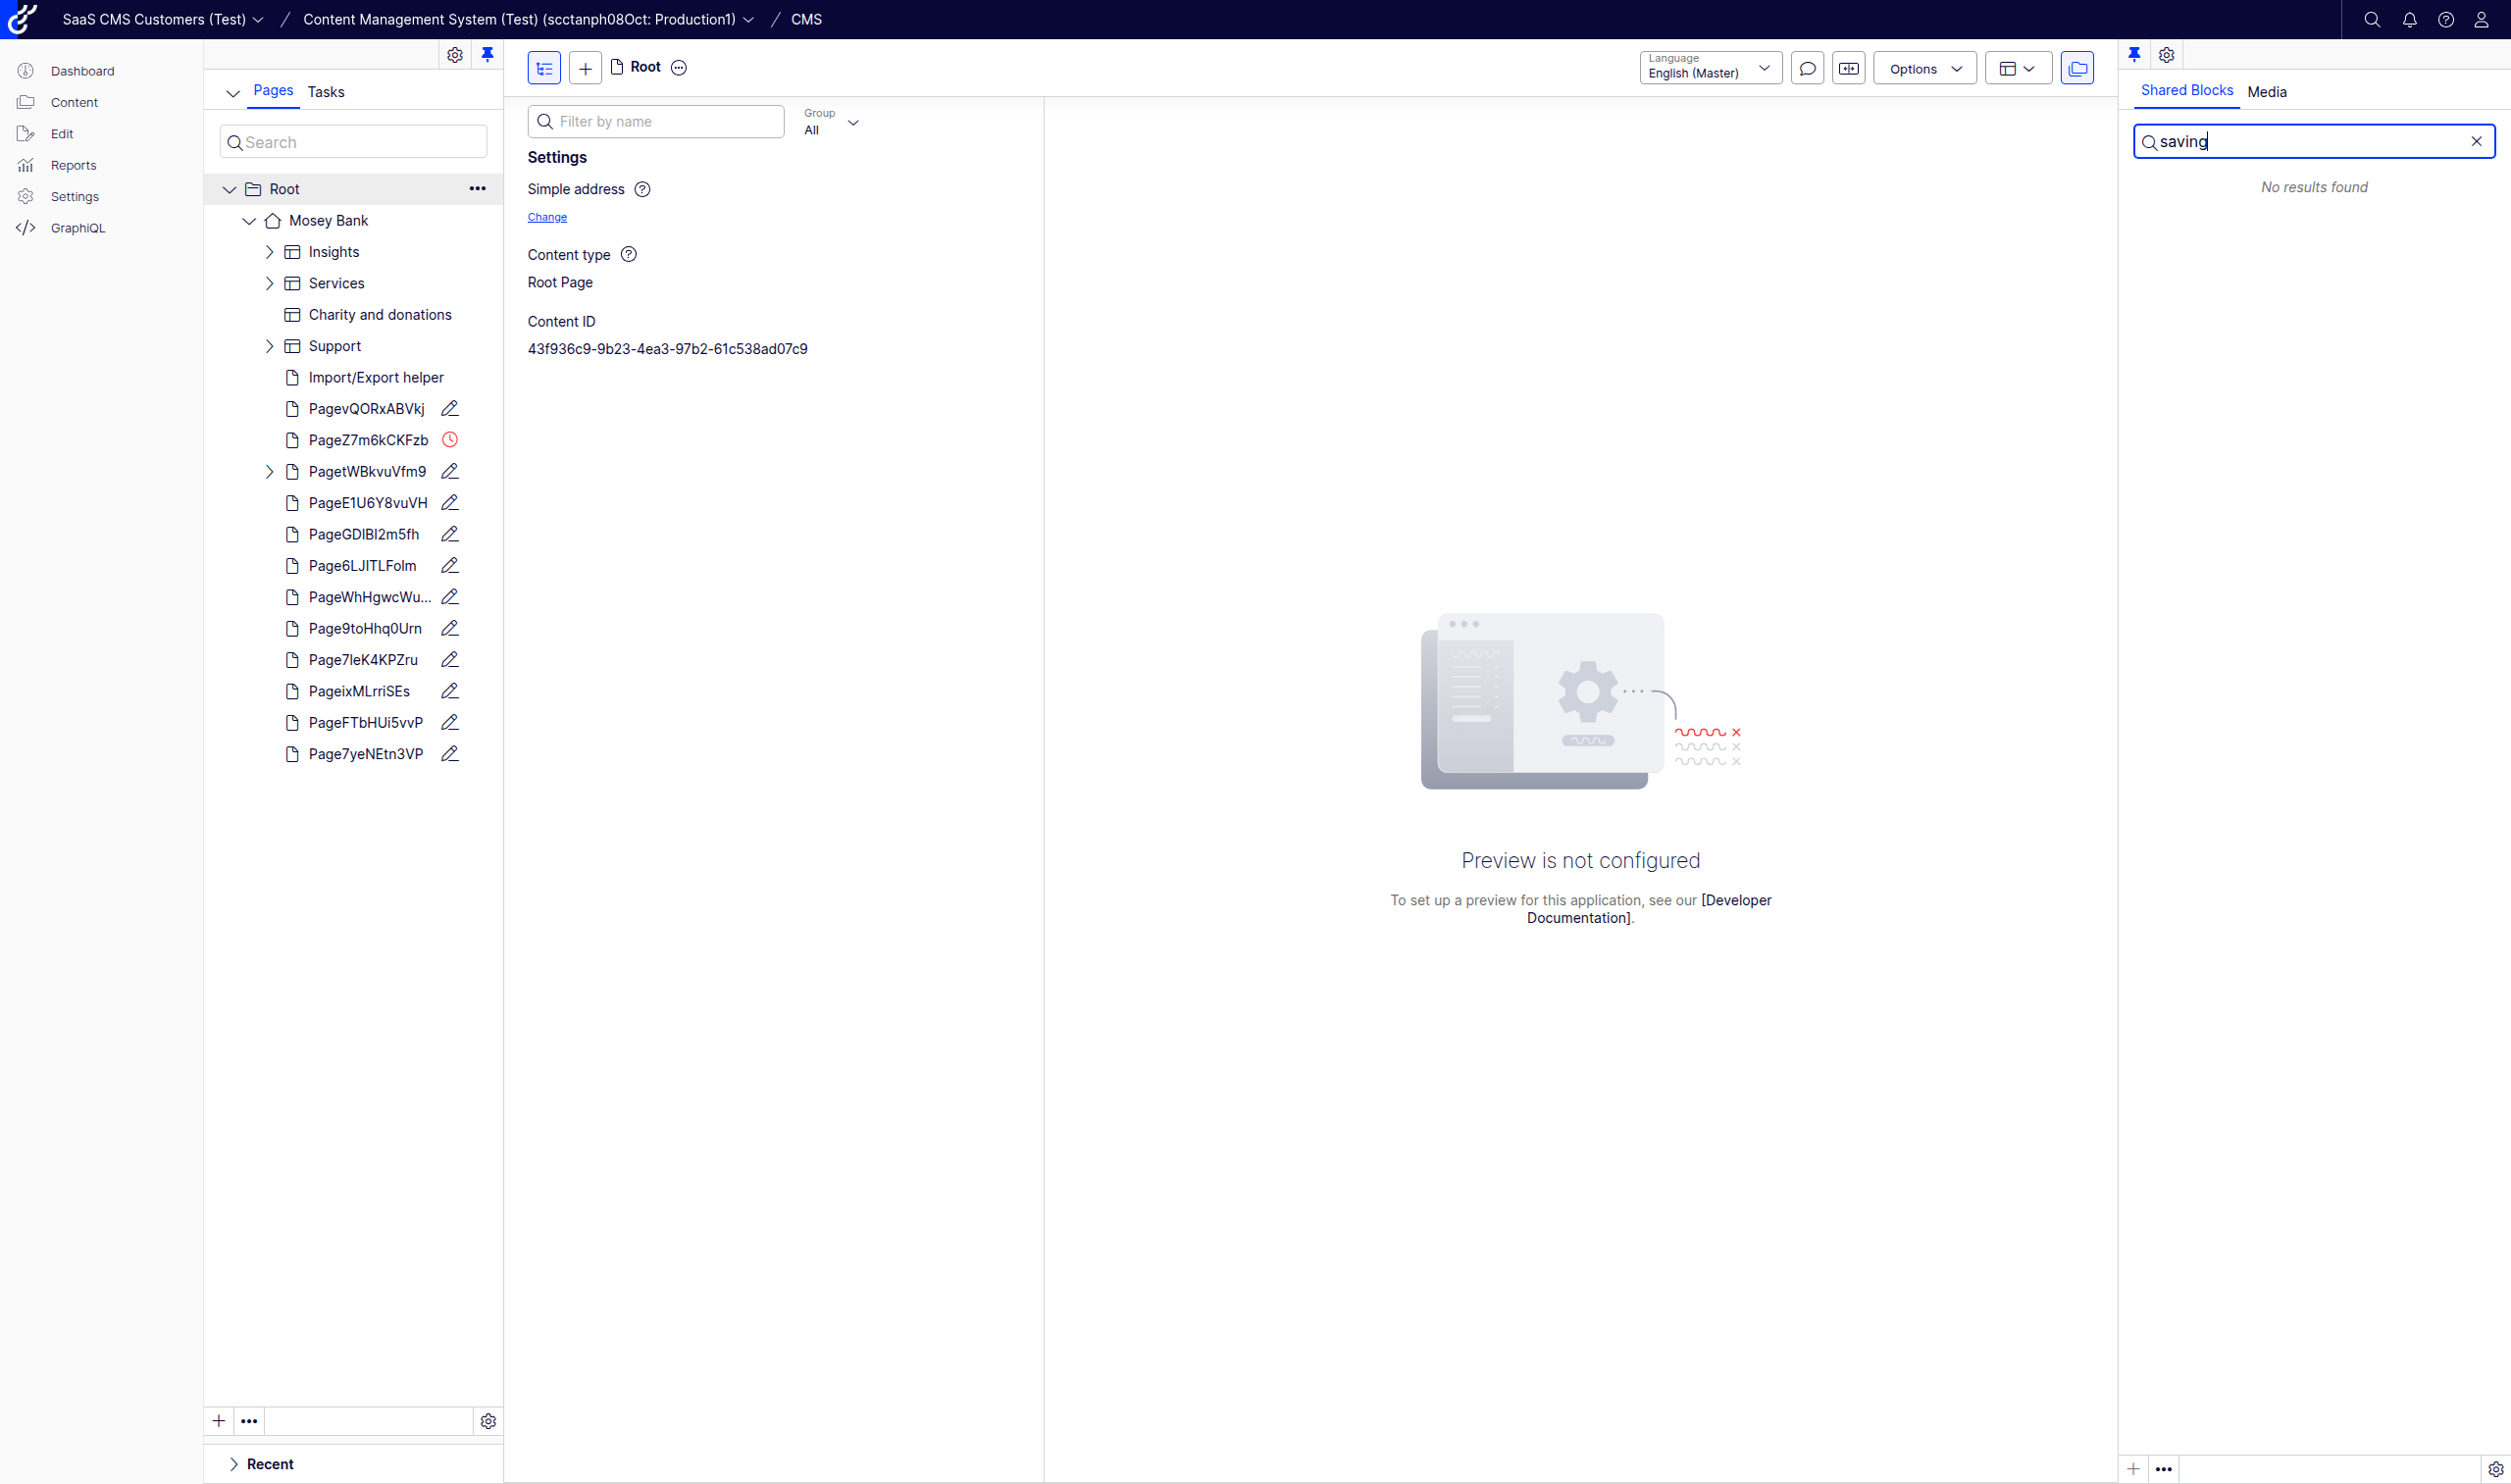 SaaS CMS Customers (Test) / Content Management System (Test) (scctanph08Oct: Production1) / CMS
Dashboard
Content
Edit
Reports
Settings
GraphiQL
Pages Tasks
Search
Root
Mosey Bank
Insights
Services
Charity and donations
Support
Import/Export helper
PagevQORxABVkj
PageZ7m6kCKFzb
PagetWBkvuVfm9
PageE1U6Y8vuVH
PageGDIBI2m5fh
Page6LJITLFolm
PageWhHgwcWu...
Page9toHhq0Urn
Page7IeK4KPZru
PageixMLrriSEs
PageFTbHUi5vvP
Page7yeNEtn3VP
Recent
Root
Language
English (Master)
Options
Filter by name
Group
All
Settings
Simple address
Change
Content type
Root Page
Content ID
43f936c9-9b23-4ea3-97b2-61c538ad07c9
Preview is not configured
To set up a preview for this application, see our [Developer
Documentation].
Shared Blocks Media
saving
No results found